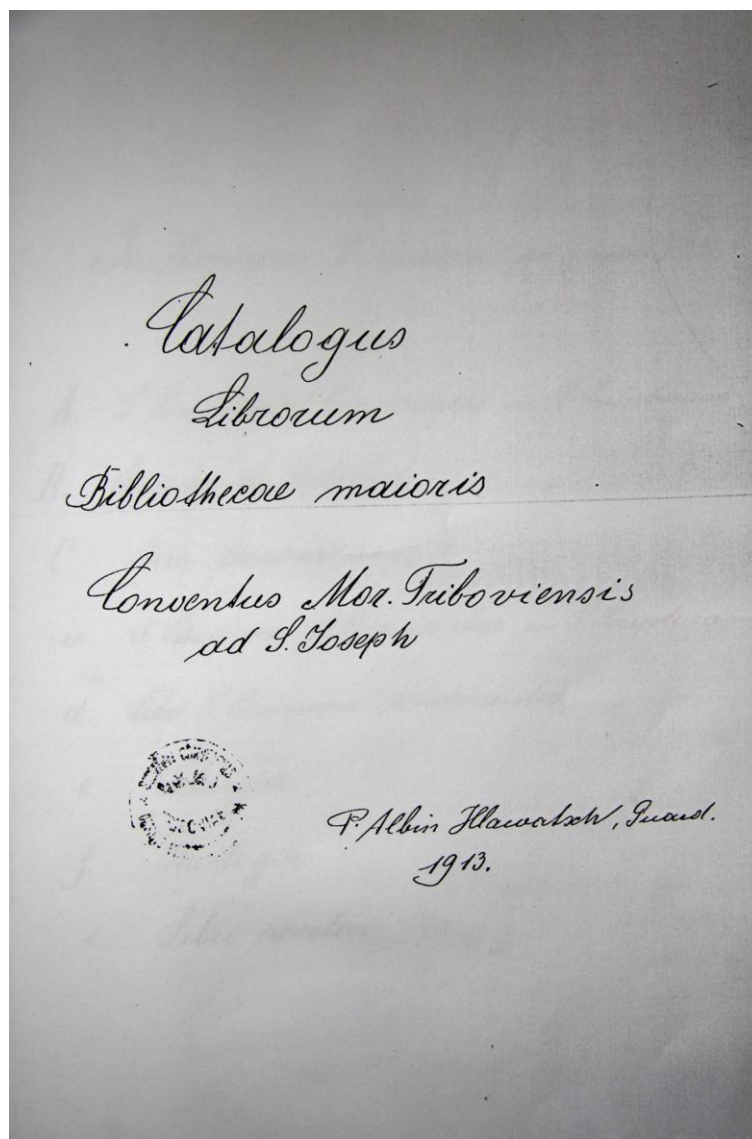 Catalogus
Librorum
Bibliothecae maioris
Conventus Mor. Triboviensis
ad S. Joseph
P. Albin Hlawatsch, Guard.
1913.